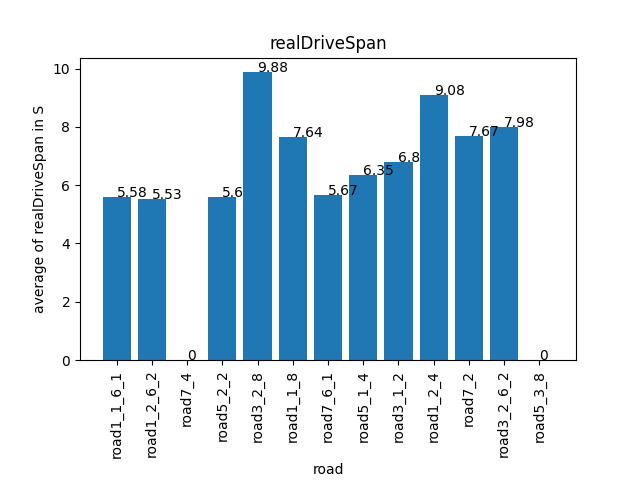 realDriveSpan
average of realDriveSpan in S
10
8
6
4
2
0
5.58
5.53
0
5.6
9.88
7.64
5.67
6.35
6.8
9.08
7.67
7.98
0
road1_1_6_1
road1_2_6_2
road7_4
road5_2_2
road3_2_8
road1_1_8
road7_6_1
road5_1_4
road3_1_2
road1_2_4
road7_2
road3_2_6_2
road5_3_8
road